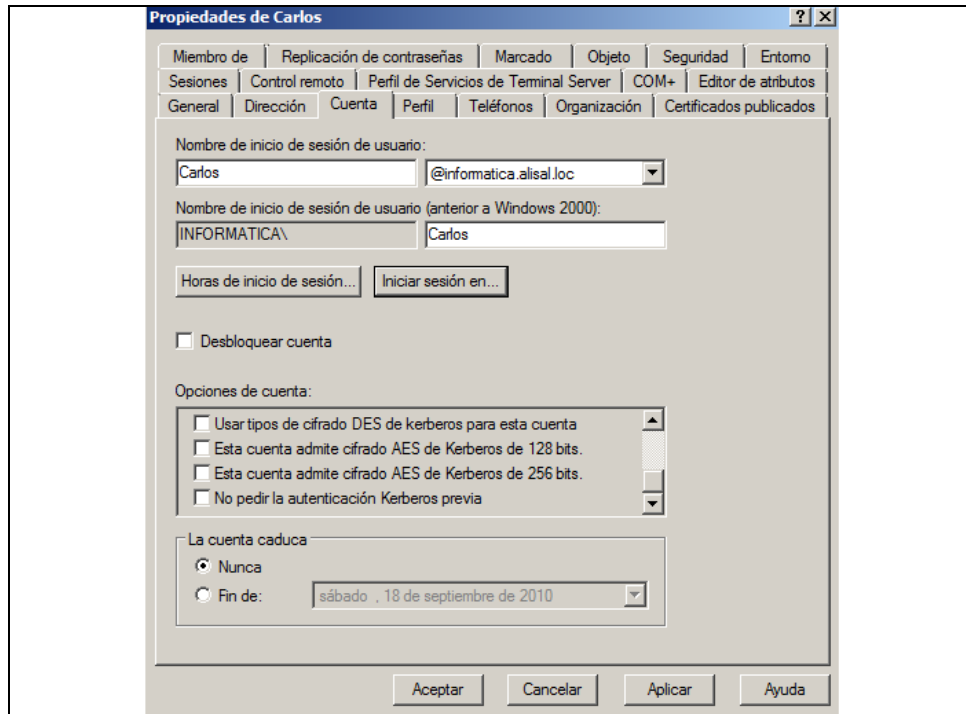 Propiedades de Carlos
Miembro de Replicación de contraseñas Marcado Objeto Seguridad Entorno
Sesiones Control remoto Perfil de Servicios de Terminal Server COM+ Editor de atributos
General Dirección Cuenta Perfil Teléfonos Organización Certificados publicados
Nombre de inicio de sesión de usuario:
Carlos @informatica.alisal.loc
Nombre de inicio de sesión de usuario (anterior a Windows 2000):
INFORMATICA\ Carlos
Horas de inicio de sesión... Iniciar sesión en...
Desbloquear cuenta
Opciones de cuenta:
Usar tipos de cifrado DES de kerberos para esta cuenta
Esta cuenta admite cifrado AES de Kerberos de 128 bits.
Esta cuenta admite cifrado AES de Kerberos de 256 bits.
No pedir la autenticación Kerberos previa
La cuenta caduca
Nunca
Fin de: sábado , 18 de septiembre de 2010
Aceptar Cancelar Aplicar Ayuda